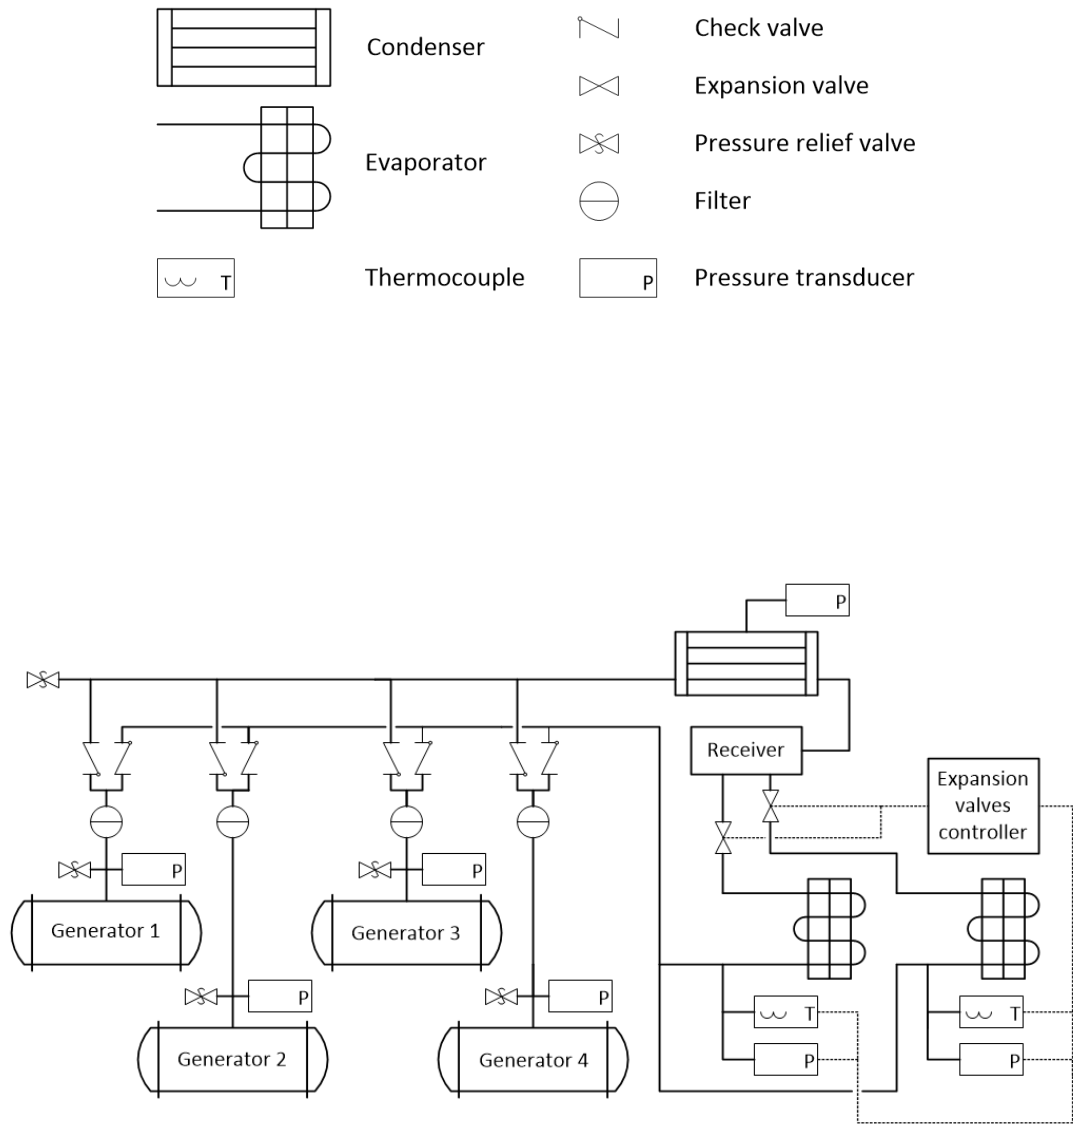 Condenser
Check valve
Expansion valve
Pressure relief valve
Evaporator
Filter
T
Thermocouple
P
Pressure transducer
P
Receiver
Expansion
valves
controller
P
P
Generator 1
Generator 3
P
P
T
T
Generator 2
Generator 4
P
P